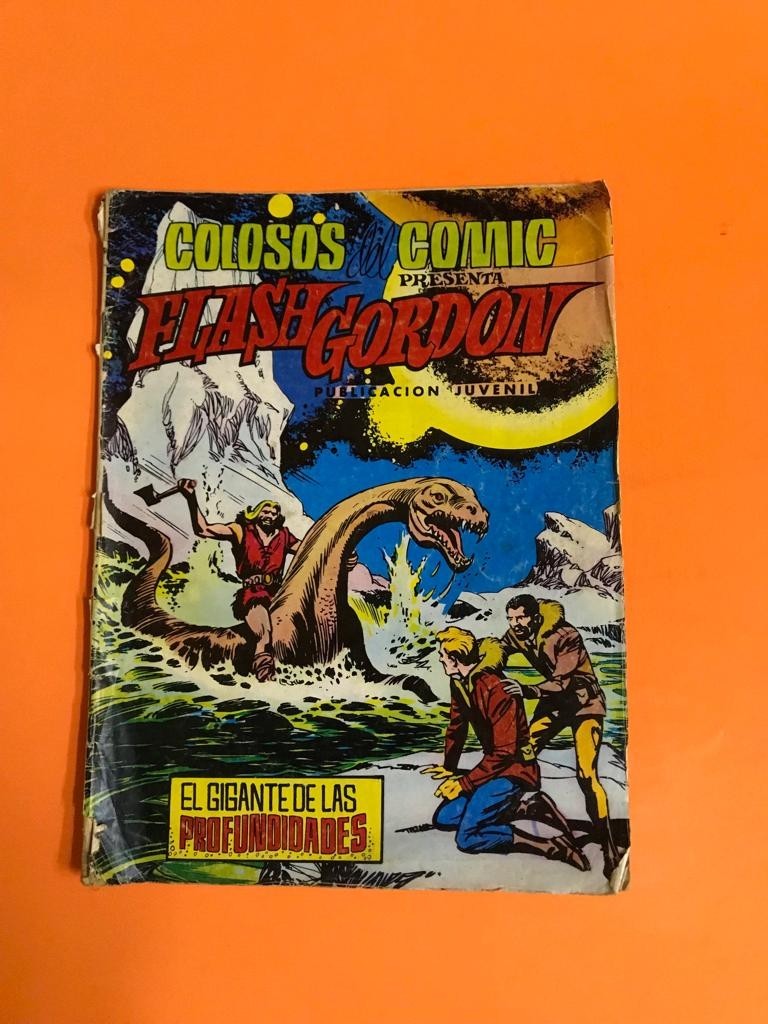 COLOSOS del COMIC
PRESENTA
FLASH GORDON
PUBLICACION JUVENIL
EL GIGANTE DE LAS
PROFUNDIDADES